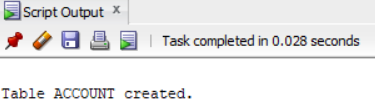 Script Output x
Task completed in 0.028 seconds
Table ACCOUNT created.